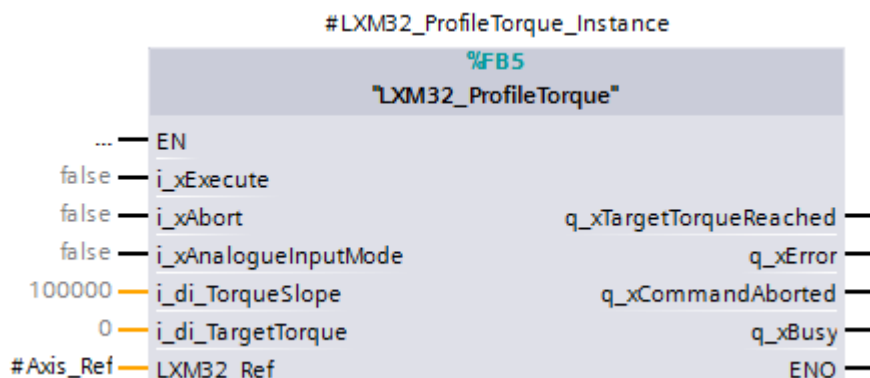 #LXM32_ProfileTorque_Instance
%FB5
"LXM32_ProfileTorque"
... EN
false i_xExecute
false i_xAbort q_xTargetTorqueReached
false i_xAnalogueInputMode q_xError
100000 i_di_TorqueSlope q_xCommandAborted
0 i_di_TargetTorque q_xBusy
#Axis_Ref LXM32_Ref ENO